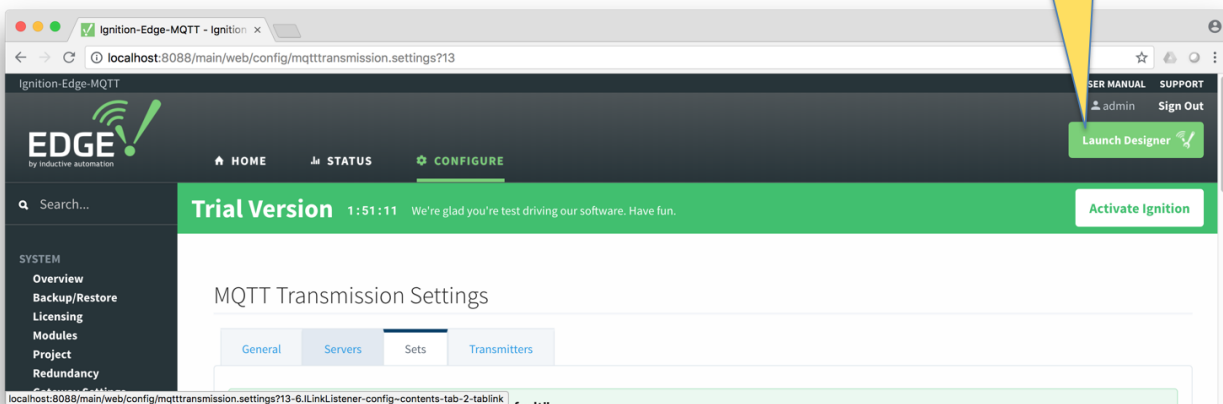 Ignition-Edge-MQTT - Ignition
localhost:8088/main/web/config/mqtttransmission.settings?13
Ignition-Edge-MQTT
USER MANUAL SUPPORT
admin Sign Out
EDGE!
by inductive automation
Launch Designer
HOME STATUS CONFIGURE
Search...
Trial Version 1:51:11 We're glad you're test driving our software. Have fun.
Activate Ignition
SYSTEM
Overview
Backup/Restore
Licensing
Modules
Project
Redundancy
Gateway Settings
MQTT Transmission Settings
General Servers Sets Transmitters
localhost:8088/main/web/config/mqtttransmission.settings?13-6.ILinkListener-config~contents-tab-2-tablink